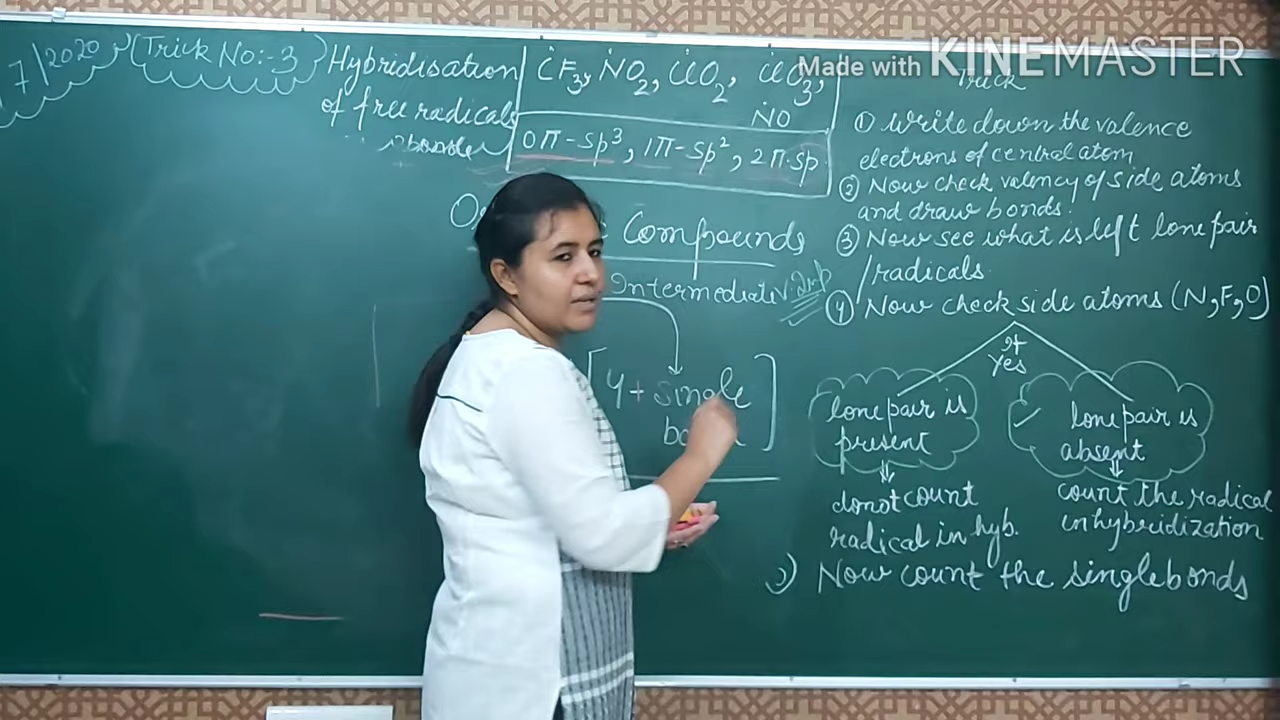 7/2020
(Trick No:-3)
Hybridisation
of free radicals
ĊF3, ṄO2, ĊlO2, ĊlO3,
ṄO
0π-sp³, 1π-sp², 2π-sp
Compounds
Intermediate V. Imp
[4+ single
Made with KINEMASTER
Trick
① Write down the valence
electrons of central atom
② Now check valency of side atoms
and draw bonds.
③ Now see what is left lone pair
/radicals.
④ Now check side atoms (N, F, O)
If
Yes
lone pair is
present
⇓
donot count
radical in hyb.
✓ lone pair is
absent
⇓
count the radical
in hybridization
Now count the single bonds